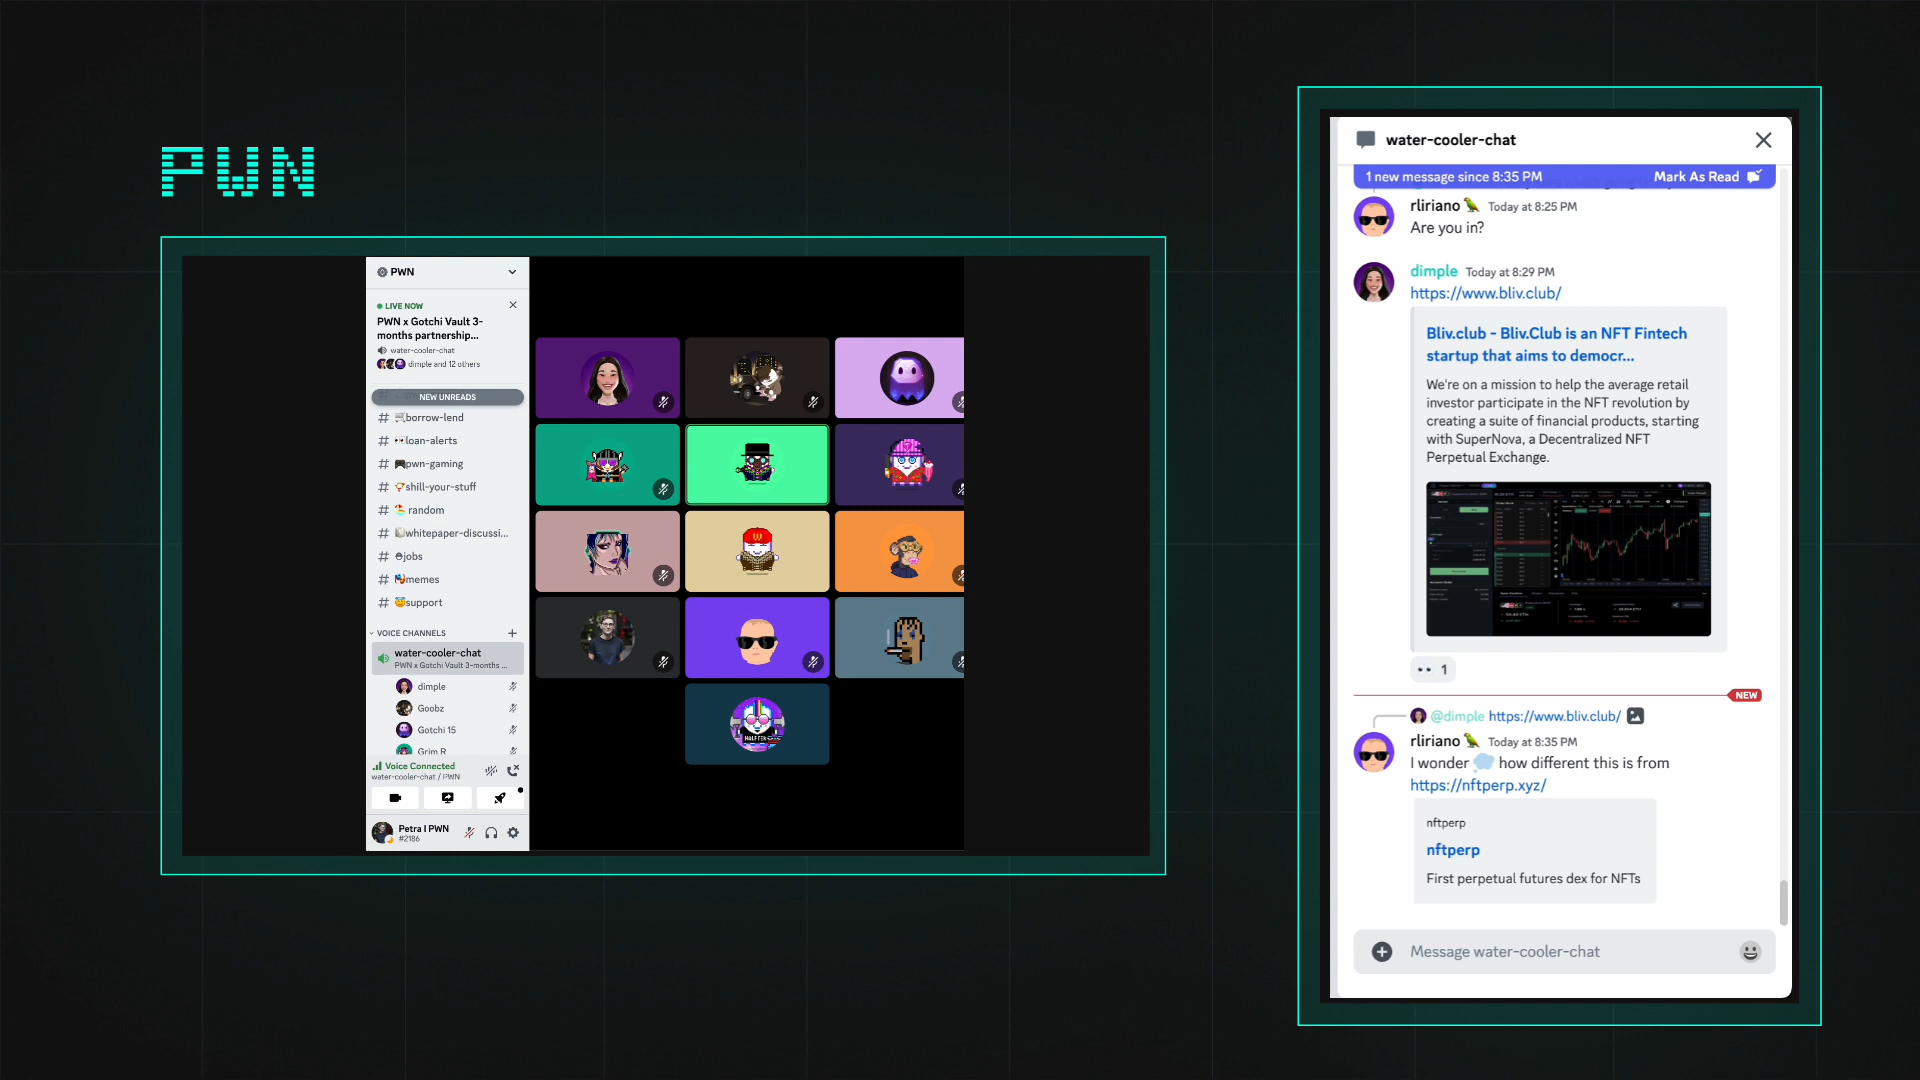 PWN
PWN
LIVE NOW
PWN x Gotchi Vault 3-
months partnership...
water-cooler-chat
dimple and 12 others
NEW UNREADS
borrow-lend
loan-alerts
pwn-gaming
shill-your-stuff
random
whitepaper-discussi...
jobs
memes
support
VOICE CHANNELS
water-cooler-chat
PWN x Gotchi Vault 3-months ...
dimple
Goobz
Gotchi 15
Grim R
Voice Connected
water-cooler-chat / PWN
Petra I PWN
#2186
water-cooler-chat
1 new message since 8:35 PM Mark As Read
rliriano Today at 8:25 PM
Are you in?
dimple Today at 8:29 PM
https://www.bliv.club/
Bliv.club - Bliv.Club is an NFT Fintech
startup that aims to democr...
We're on a mission to help the average retail
investor participate in the NFT revolution by
creating a suite of financial products, starting
with SuperNova, a Decentralized NFT
Perpetual Exchange.
1
NEW
@dimple https://www.bliv.club/
rliriano Today at 8:35 PM
I wonder how different this is from
https://nftperp.xyz/
nftperp
nftperp
First perpetual futures dex for NFTs
Message water-cooler-chat